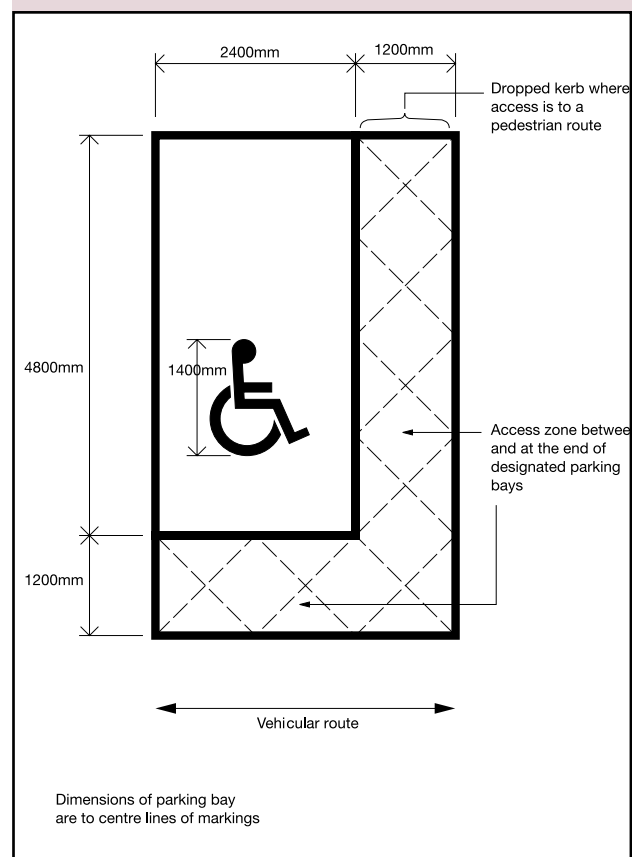 2400mm
1200mm
Dropped kerb where
access is to a
pedestrian route
4800mm
1400mm
Access zone betwee
and at the end of
designated parking
bays
1200mm
Vehicular route
Dimensions of parking bay
are to centre lines of markings